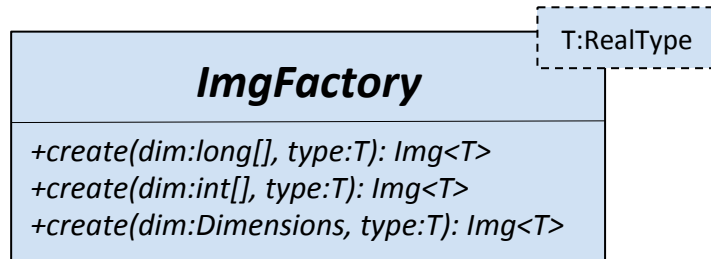 T:RealType
ImgFactory
+create(dim:long[], type:T): Img<T>
+create(dim:int[], type:T): Img<T>
+create(dim:Dimensions, type:T): Img<T>